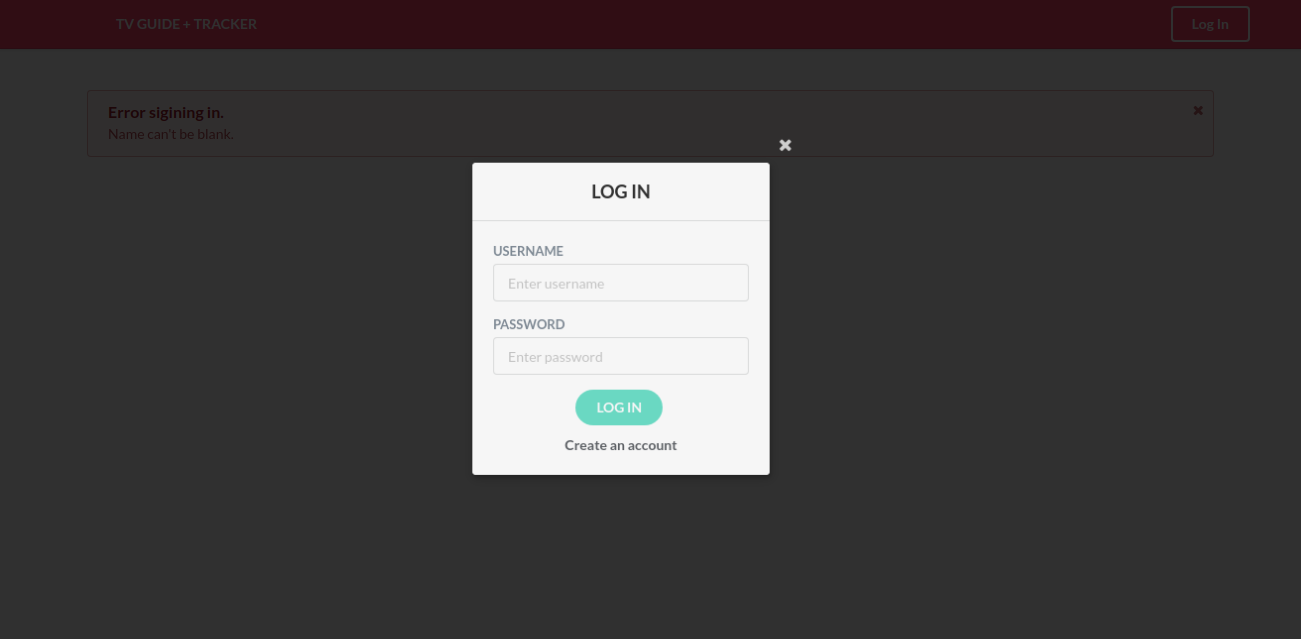 TV GUIDE + TRACKER
Log In
Error sigining in.
Name can't be blank.
LOG IN
USERNAME
Enter username
PASSWORD
Enter password
LOG IN
Create an account